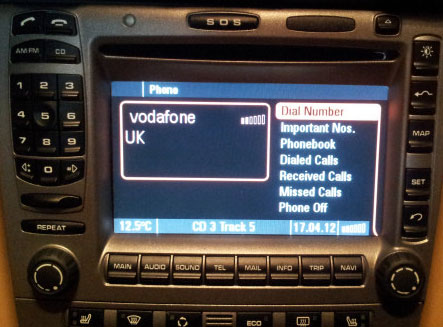 SOS
AM FM
CD
1 2 3
4 5 6
7 8 9
0
REPEAT
Phone
vodafone
UK
Dial Number
Important Nos.
Phonebook
Dialed Calls
Received Calls
Missed Calls
Phone Off
12.5°C
CD 3 Track 5
17.04.12
MAP
SET
MAIN
AUDIO
SOUND
TEL
MAIL
INFO
TRIP
NAVI
ECO